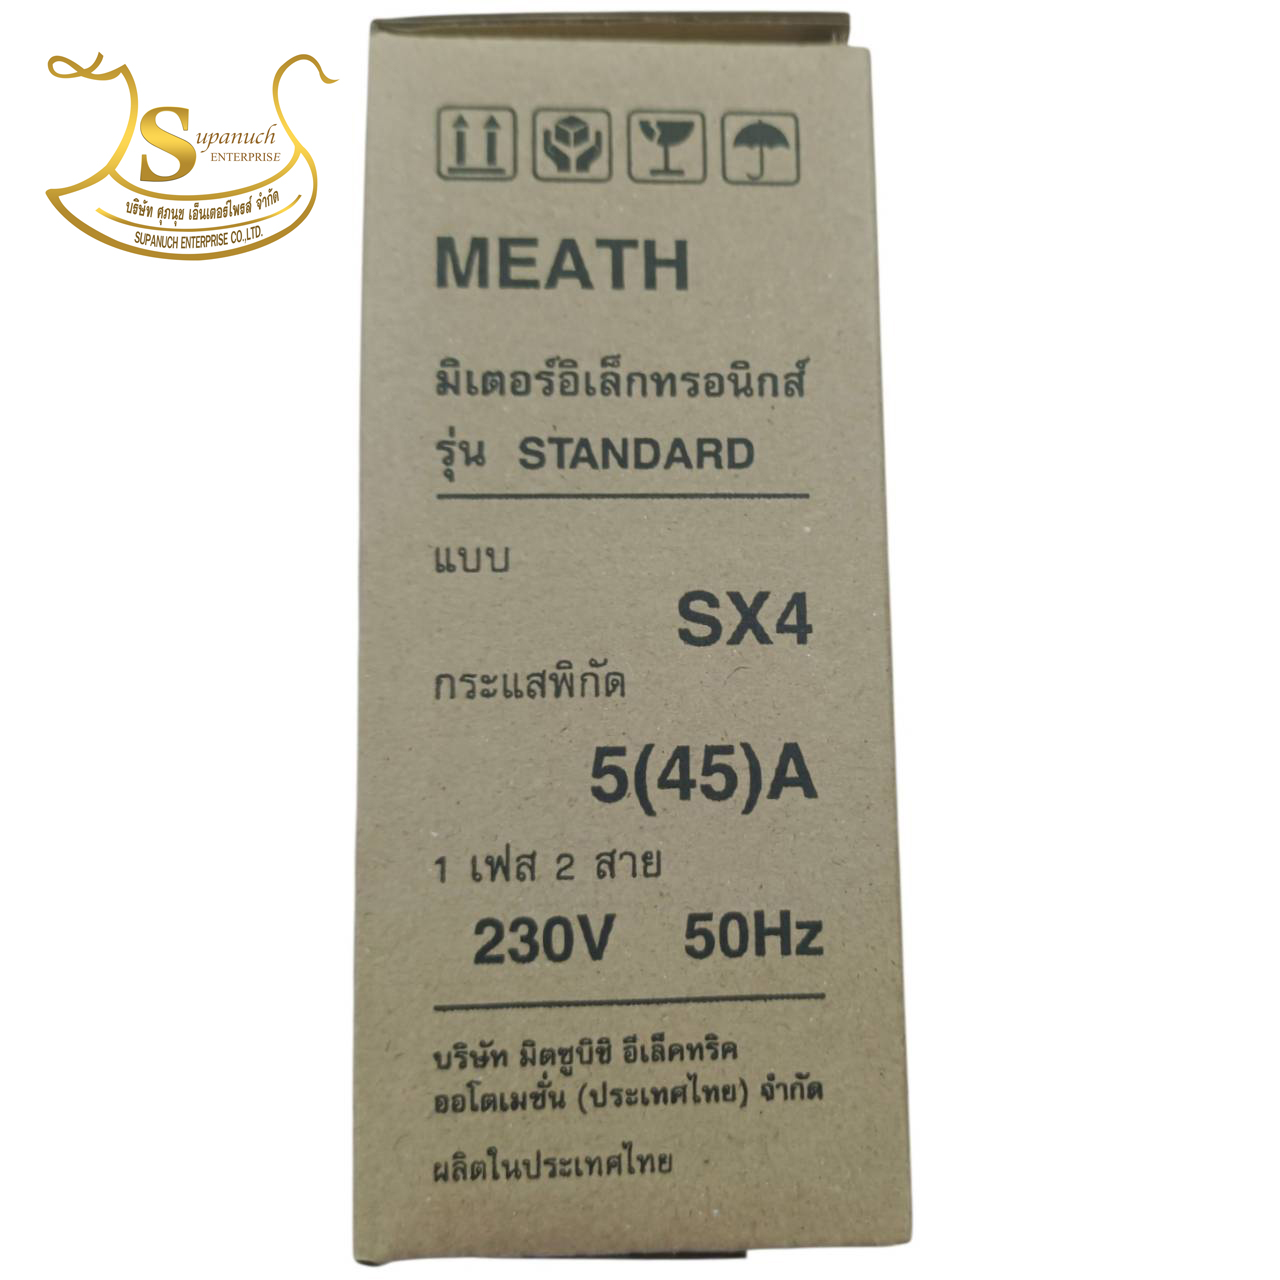 Supanuch
ENTERPRISE
บริษัท ศุภนุช เอ็นเตอร์ไพรส์ จำกัด
SUPANUCH ENTERPRISE CO.,LTD.
MEATH
มิเตอร์อิเล็กทรอนิกส์
รุ่น STANDARD
แบบ
SX4
กระแสพิกัด
5(45)A
1 เฟส 2 สาย
230V 50Hz
บริษัท มิตซูบิชิ อีเล็คทริค
ออโตเมชั่น (ประเทศไทย) จำกัด
ผลิตในประเทศไทย